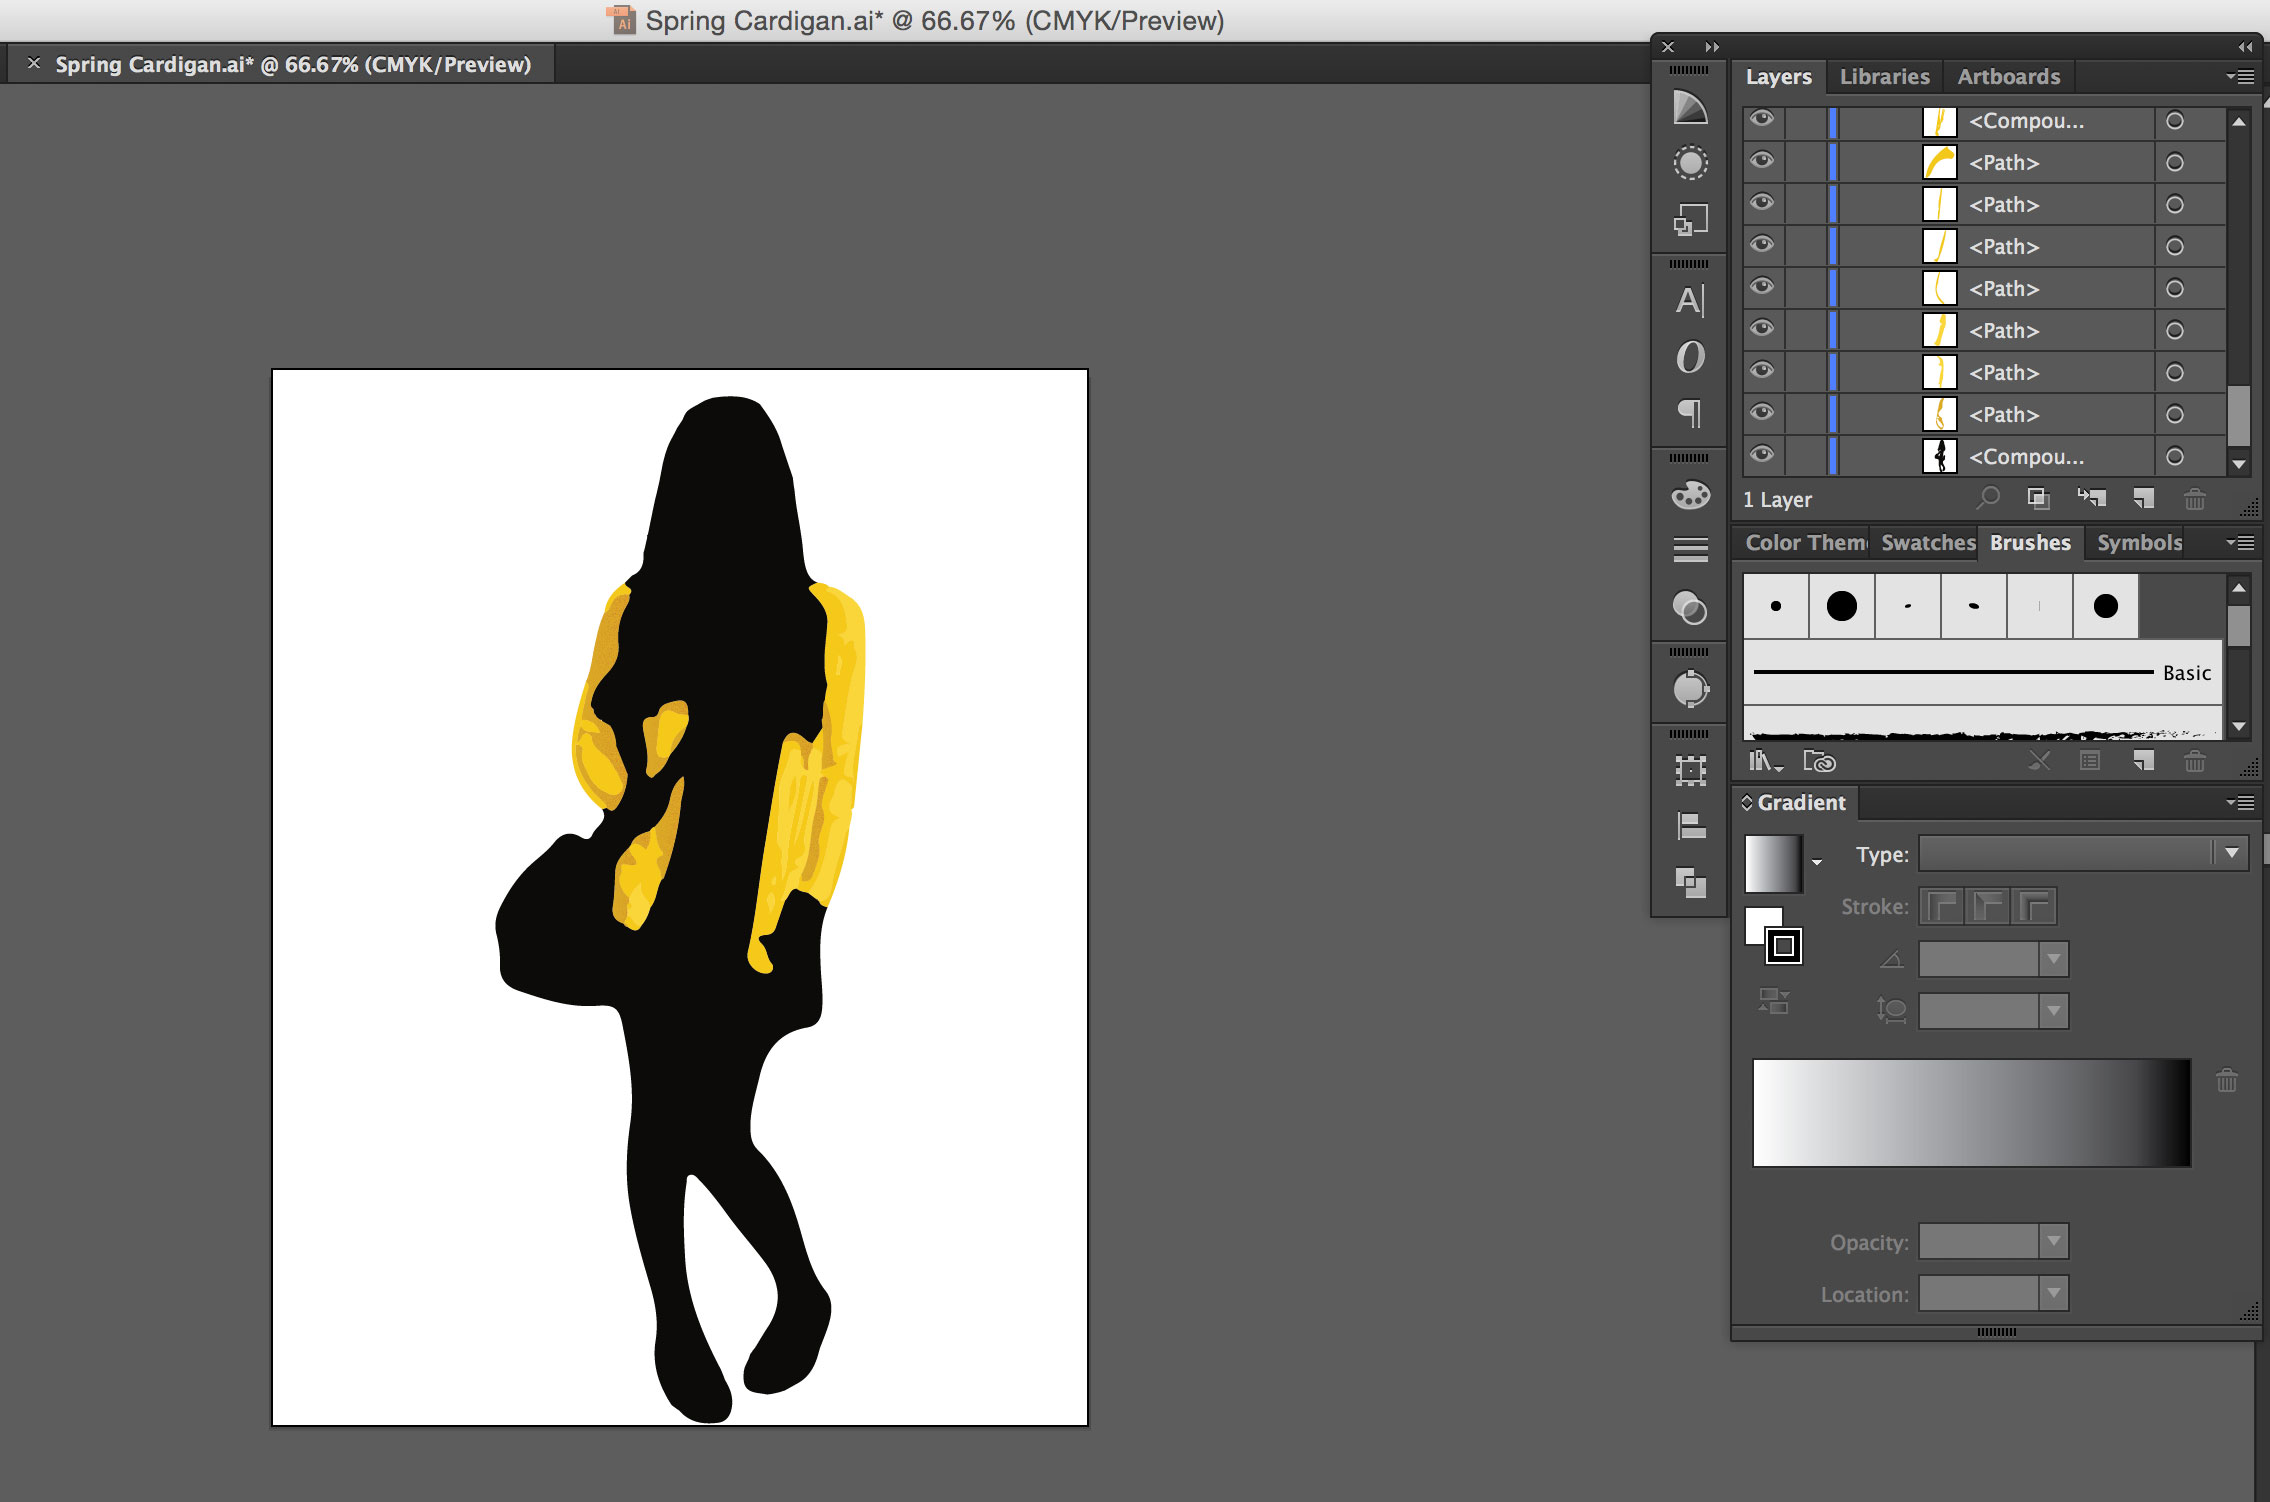 Ai Spring Cardigan.ai* @ 66.67% (CMYK/Preview)
× Spring Cardigan.ai* @ 66.67% (CMYK/Preview)
Layers Libraries Artboards
<Compou...
<Path>
<Path>
<Path>
<Path>
<Path>
<Path>
<Path>
<Compou...
1 Layer
Color Them Swatches Brushes Symbols
Basic
Gradient
Type:
Stroke:
Opacity:
Location: